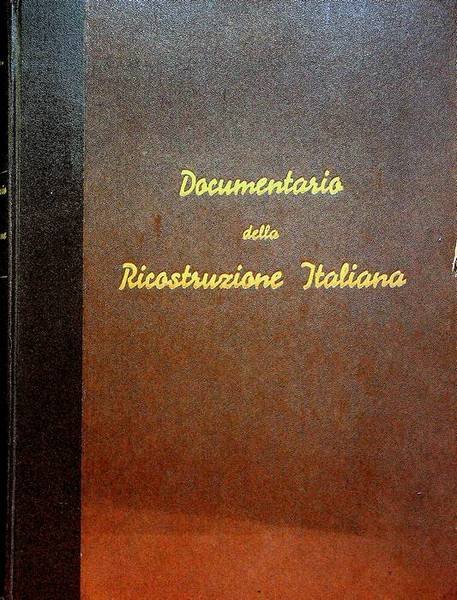 Documentario
della
Ricostruzione Italiana